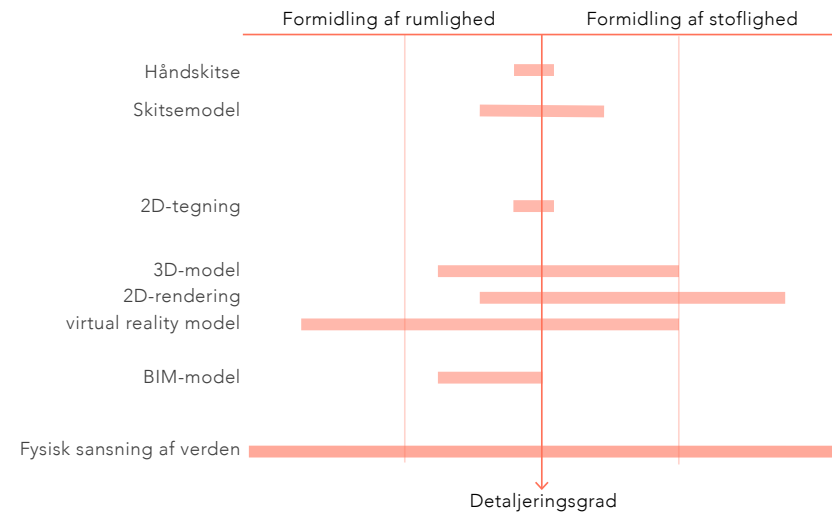 Formidling af rumlighed
Formidling af stoflighed
Håndskitse
Skitsemodel
2D-tegning
3D-model
2D-rendering
virtual reality model
BIM-model
Fysisk sansning af verden
Detaljeringsgrad